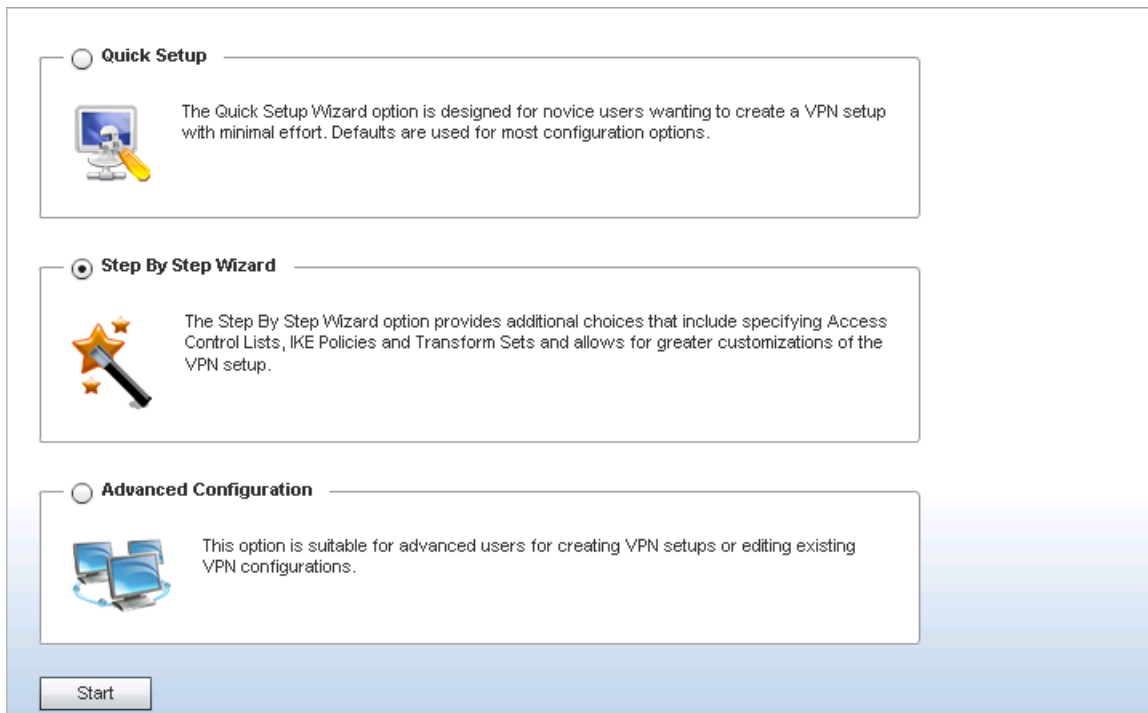 Quick Setup
The Quick Setup Wizard option is designed for novice users wanting to create a VPN setup
with minimal effort. Defaults are used for most configuration options.
Step By Step Wizard
The Step By Step Wizard option provides additional choices that include specifying Access
Control Lists, IKE Policies and Transform Sets and allows for greater customizations of the
VPN setup.
Advanced Configuration
This option is suitable for advanced users for creating VPN setups or editing existing
VPN configurations.
Start